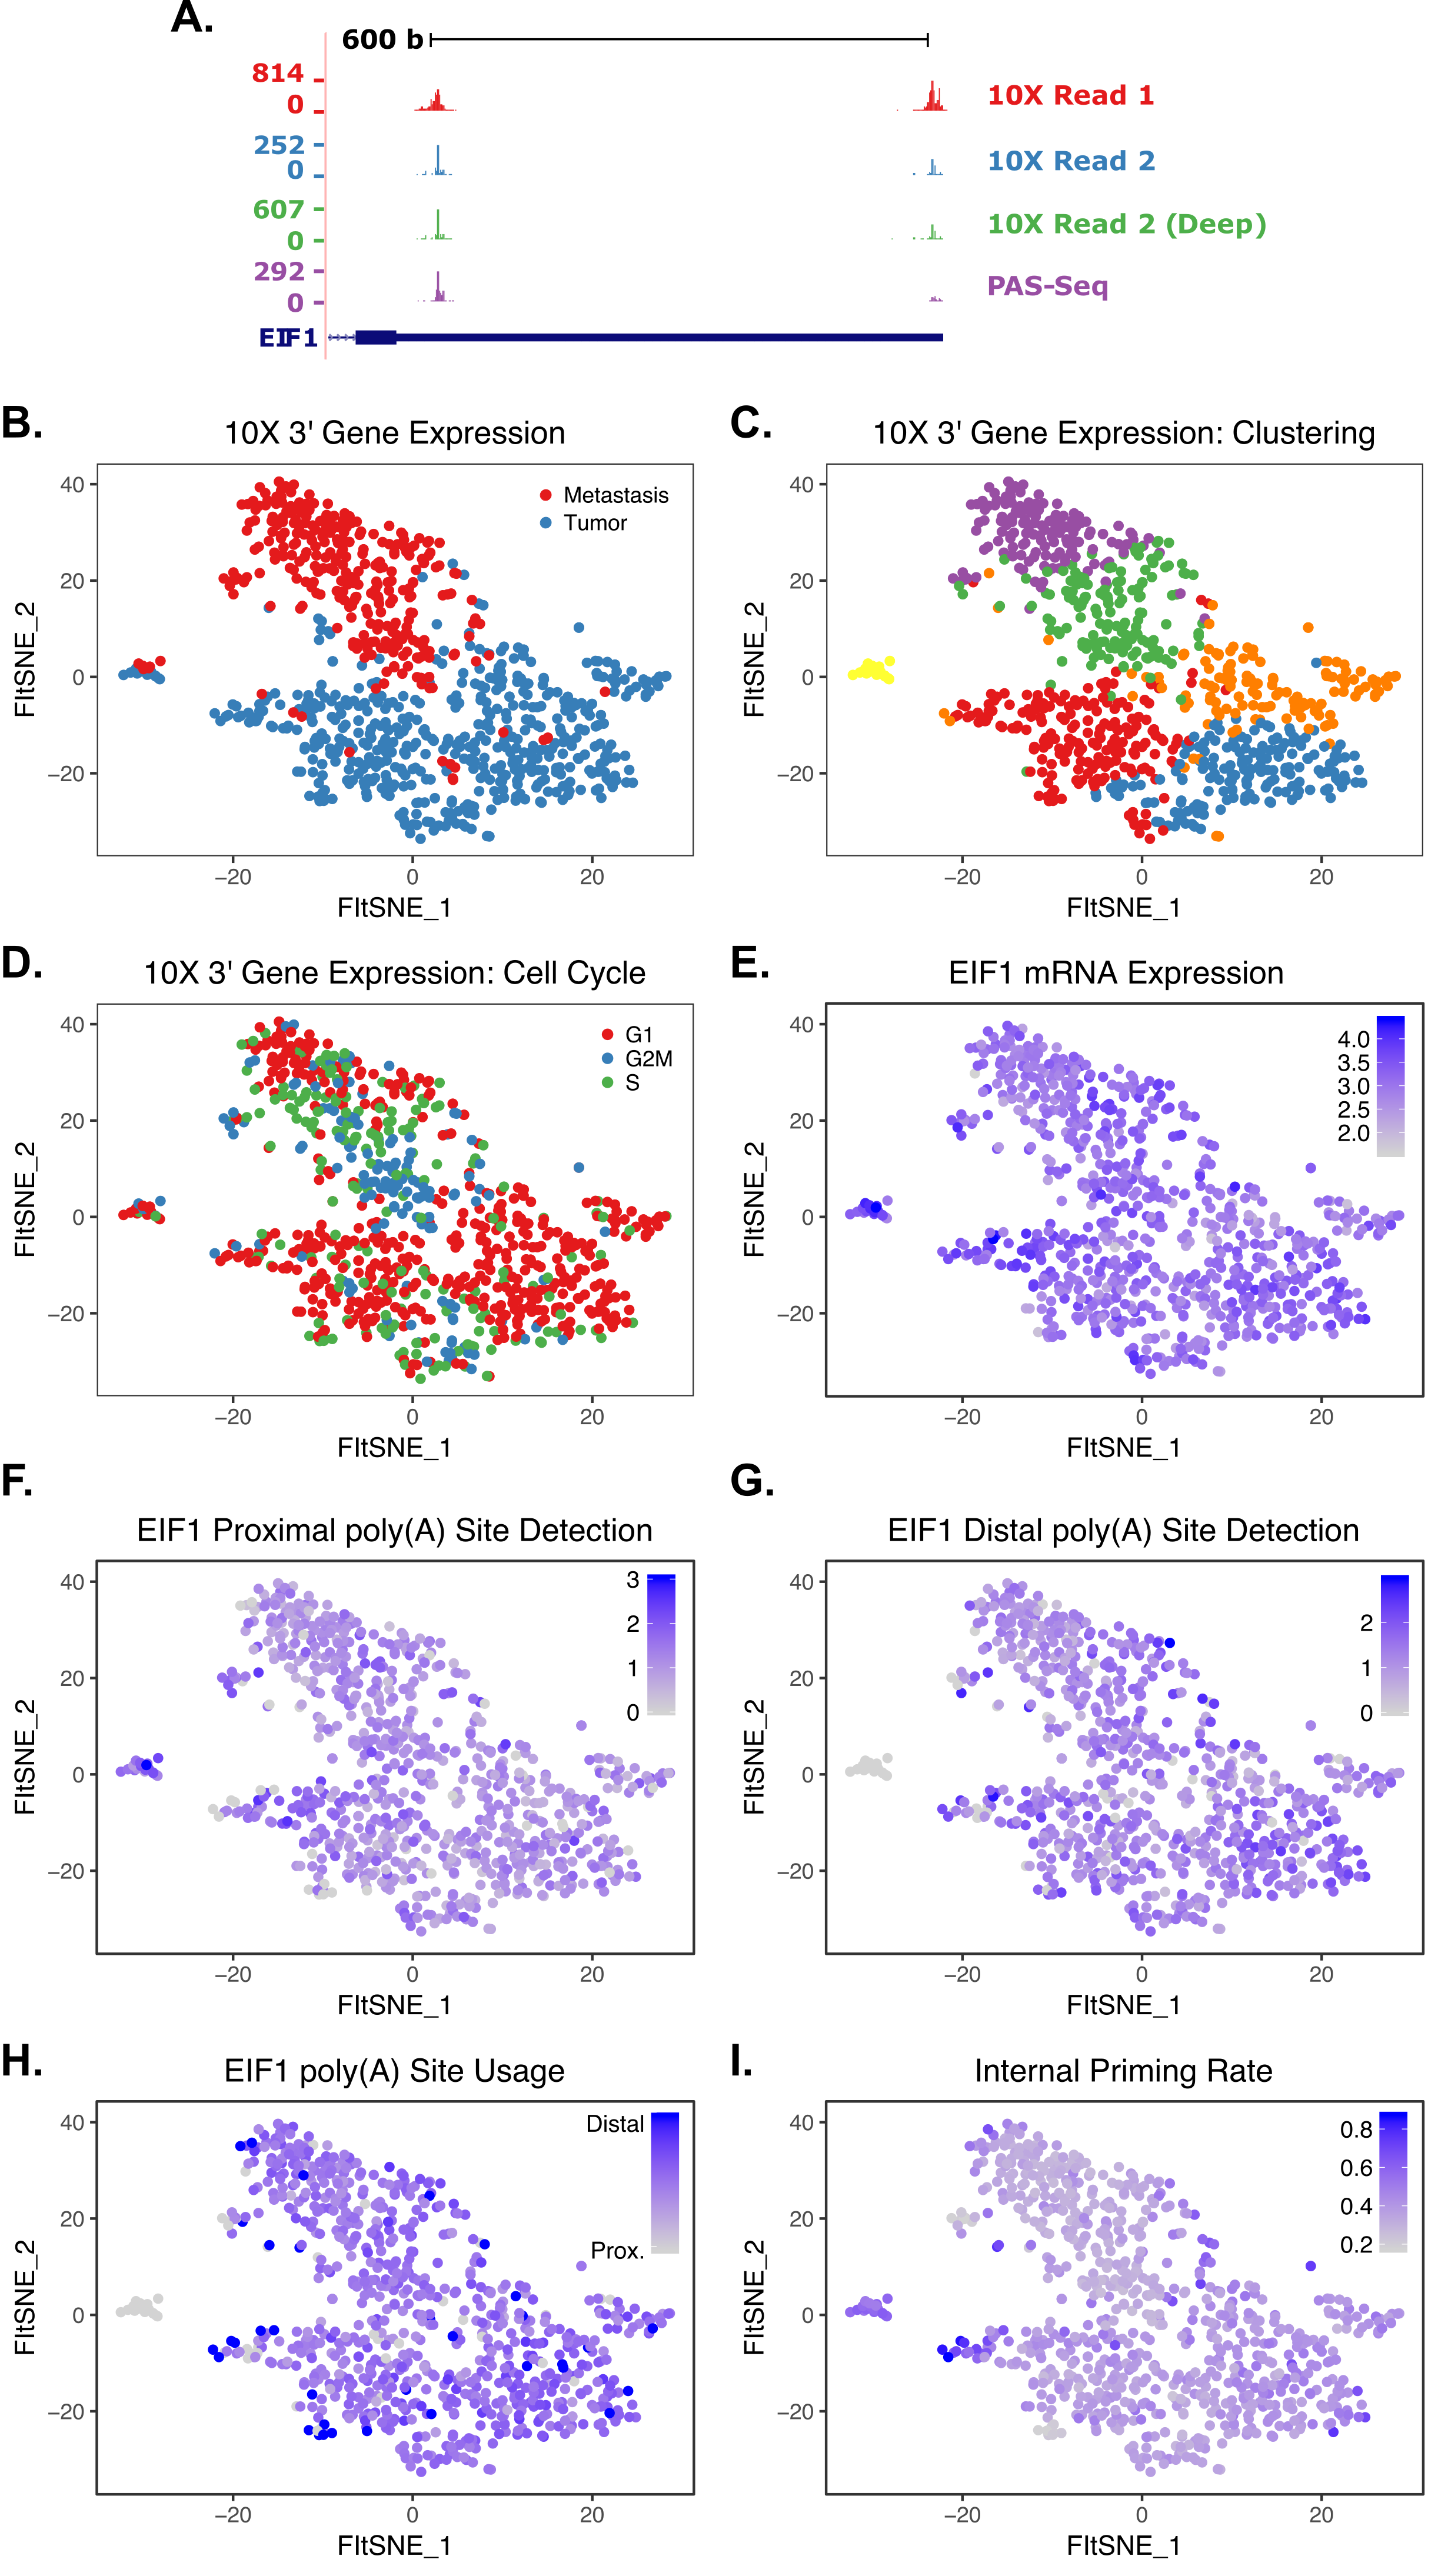 A.
600 b
814
0
10X Read 1
252
0
10X Read 2
607
0
10X Read 2 (Deep)
292
0
PAS-Seq
EIF1
B.
10X 3' Gene Expression
Metastasis
Tumor
40
20
0
−20
FItSNE_2
−20 0 20
FItSNE_1
C.
10X 3' Gene Expression: Clustering
40
20
0
−20
FItSNE_2
−20 0 20
FItSNE_1
D.
10X 3' Gene Expression: Cell Cycle
G1
G2M
S
40
20
0
−20
FItSNE_2
−20 0 20
FItSNE_1
E.
EIF1 mRNA Expression
4.0
3.5
3.0
2.5
2.0
40
20
0
−20
FItSNE_2
−20 0 20
FItSNE_1
F.
EIF1 Proximal poly(A) Site Detection
3
2
1
0
40
20
0
−20
FItSNE_2
−20 0 20
FItSNE_1
G.
EIF1 Distal poly(A) Site Detection
2
1
0
40
20
0
−20
FItSNE_2
−20 0 20
FItSNE_1
H.
EIF1 poly(A) Site Usage
Distal
Prox.
40
20
0
−20
FItSNE_2
−20 0 20
FItSNE_1
I.
Internal Priming Rate
0.8
0.6
0.4
0.2
40
20
0
−20
FItSNE_2
−20 0 20
FItSNE_1